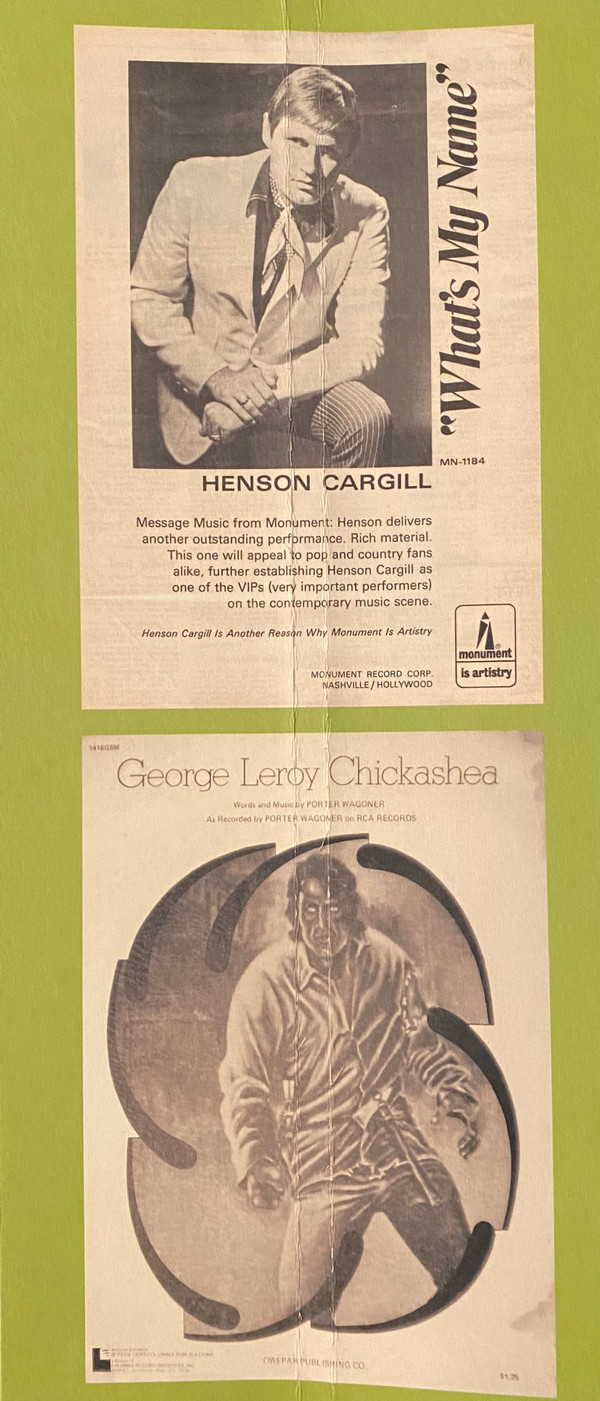 "What's My Name"
MN-1184
HENSON CARGILL
Message Music from Monument: Henson delivers
another outstanding performance. Rich material.
This one will appeal to pop and country fans
alike, further establishing Henson Cargill as
one of the VIPs (very important performers)
on the contemporary music scene.
Henson Cargill Is Another Reason Why Monument Is Artistry
MONUMENT RECORD CORP.
NASHVILLE/HOLLYWOOD
monument®
is artistry
1416GSM
George Leroy Chickashea
Words and Music by PORTER WAGONER
As Recorded by PORTER WAGONER on RCA RECORDS
OWEPAR PUBLISHING CO.
$1.25